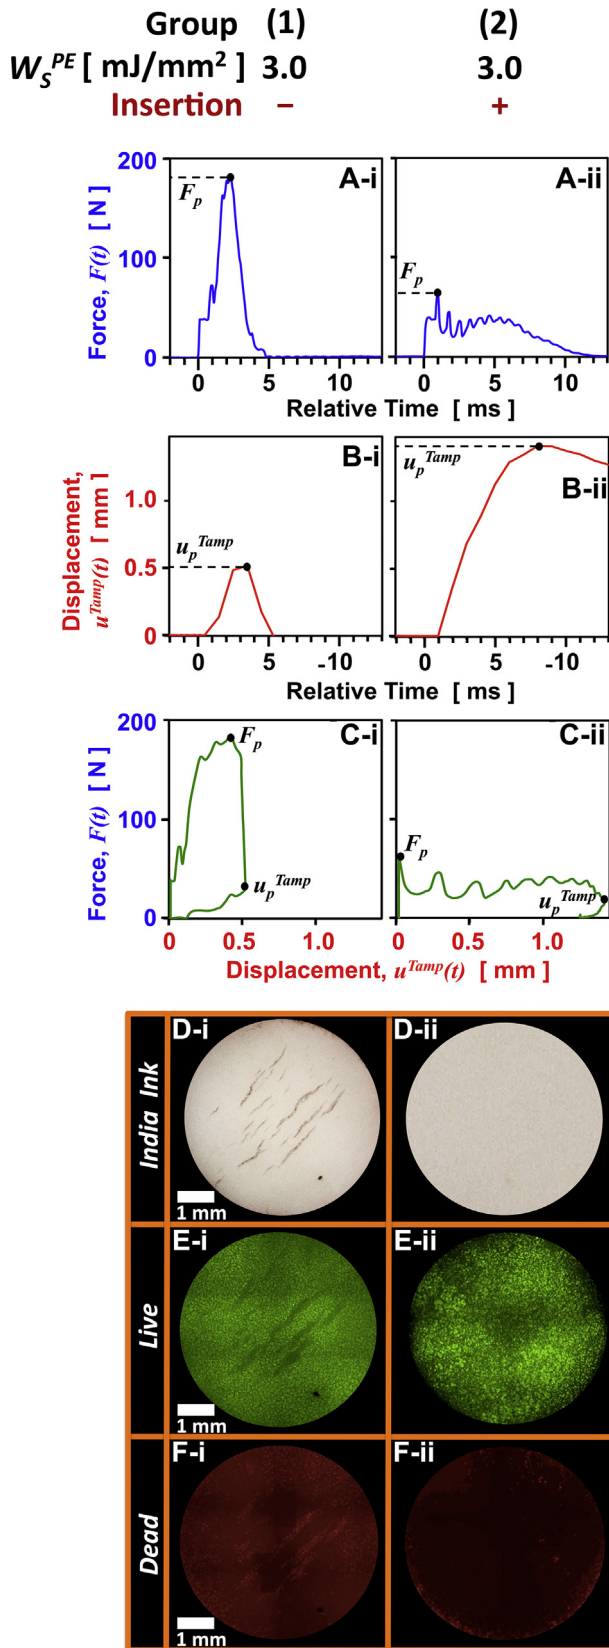 Group (1) (2)
W_S^PE [ mJ/mm² ] 3.0 3.0
Insertion − +
A-i A-ii
200
100
0
Force, F(t) [ N ]
F_p F_p
0 5 10 0 5 10
Relative Time [ ms ]
B-i B-ii
1.0
0.5
0
Displacement,
u^Tamp(t) [ mm ]
u_p^Tamp u_p^Tamp
0 5 -10 0 5 -10
Relative Time [ ms ]
C-i C-ii
200
100
0
Force, F(t) [ N ]
F_p F_p
u_p^Tamp u_p^Tamp
0 0.5 1.0 0 0.5 1.0
Displacement, u^Tamp(t) [ mm ]
India Ink D-i D-ii
1 mm
Live E-i E-ii
1 mm
Dead F-i F-ii
1 mm